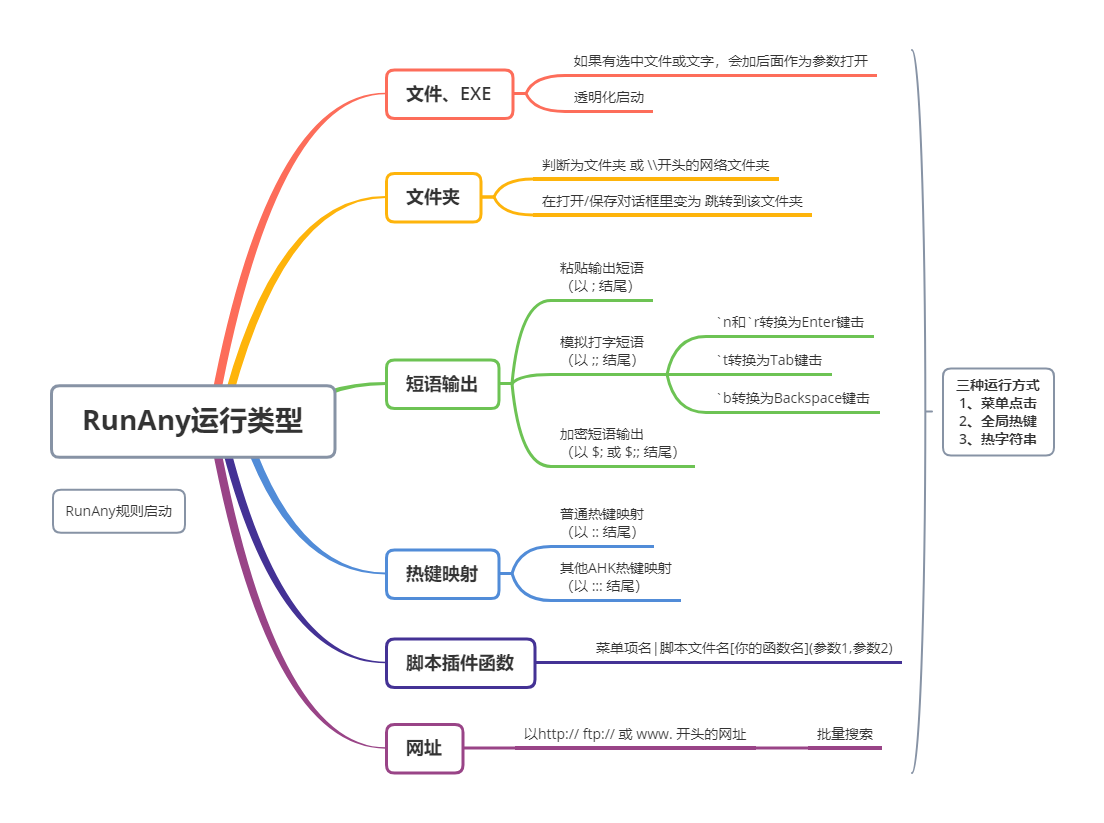 RunAny运行类型
RunAny规则启动
文件、EXE
如果有选中文件或文字，会加后面作为参数打开
透明化启动
文件夹
判断为文件夹 或 \\开头的网络文件夹
在打开/保存对话框里变为 跳转到该文件夹
短语输出
粘贴输出短语
（以 ; 结尾）
模拟打字短语
（以 ;; 结尾）
`n和`r转换为Enter键击
`t转换为Tab键击
`b转换为Backspace键击
加密短语输出
（以 $; 或 $;; 结尾）
热键映射
普通热键映射
（以 :: 结尾）
其他AHK热键映射
（以 ::: 结尾）
脚本插件函数
菜单项名|脚本文件名[你的函数名](参数1,参数2)
网址
以http:// ftp:// 或 www. 开头的网址
批量搜索
三种运行方式
1、菜单点击
2、全局热键
3、热字符串